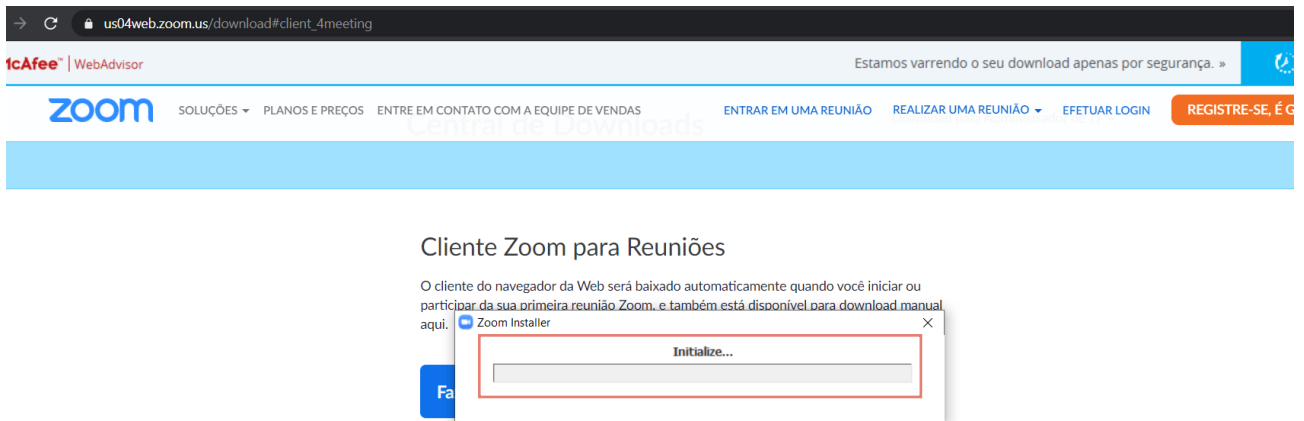 us04web.zoom.us/download#client_4meeting
McAfee™ | WebAdvisor
Estamos varrendo o seu download apenas por segurança. »
zoom SOLUÇÕES PLANOS E PREÇOS ENTRE EM CONTATO COM A EQUIPE DE VENDAS ENTRAR EM UMA REUNIÃO REALIZAR UMA REUNIÃO EFETUAR LOGIN REGISTRE-SE, É G
Central de Downloads
Cliente Zoom para Reuniões
O cliente do navegador da Web será baixado automaticamente quando você iniciar ou
participar da sua primeira reunião Zoom, e também está disponível para download manual
aqui.
Zoom Installer
Initialize...
Fa